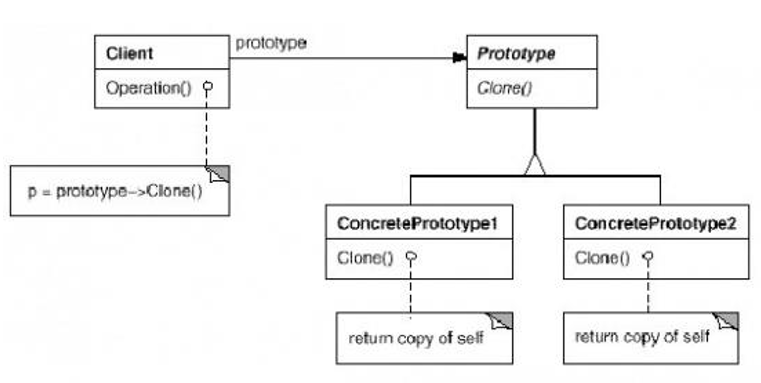 prototype
Client
Prototype
Operation()
Clone()
p = prototype->Clone()
ConcretePrototype1
ConcretePrototype2
Clone()
Clone()
return copy of self
return copy of self